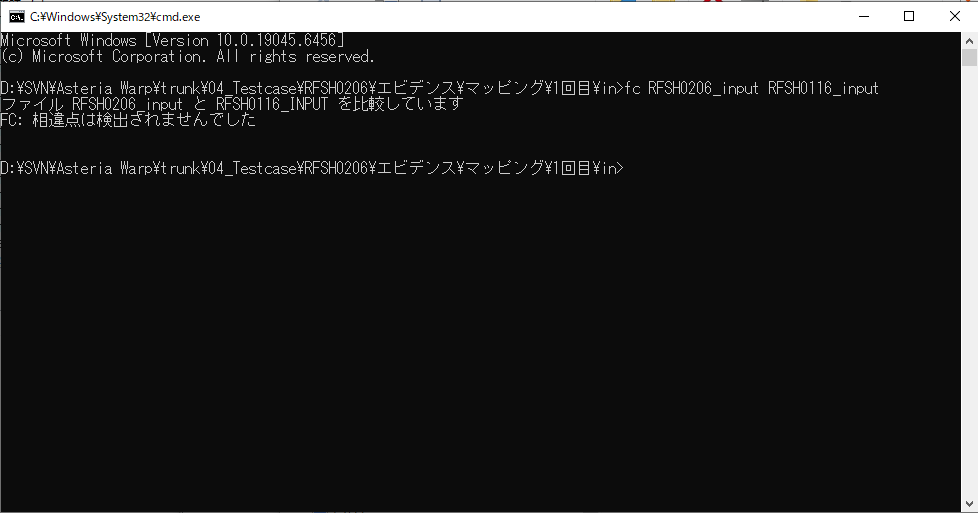 C:¥Windows¥System32¥cmd.exe
Microsoft Windows [Version 10.0.19045.6456]
(c) Microsoft Corporation. All rights reserved.
D:¥SVN¥Asteria Warp¥trunk¥04_Testcase¥RFSH0206¥エビデンス¥マッピング¥1回目¥in>fc RFSH0206_input RFSH0116_input
ファイル RFSH0206_input と RFSH0116_INPUT を比較しています
FC: 相違点は検出されませんでした
D:¥SVN¥Asteria Warp¥trunk¥04_Testcase¥RFSH0206¥エビデンス¥マッピング¥1回目¥in>